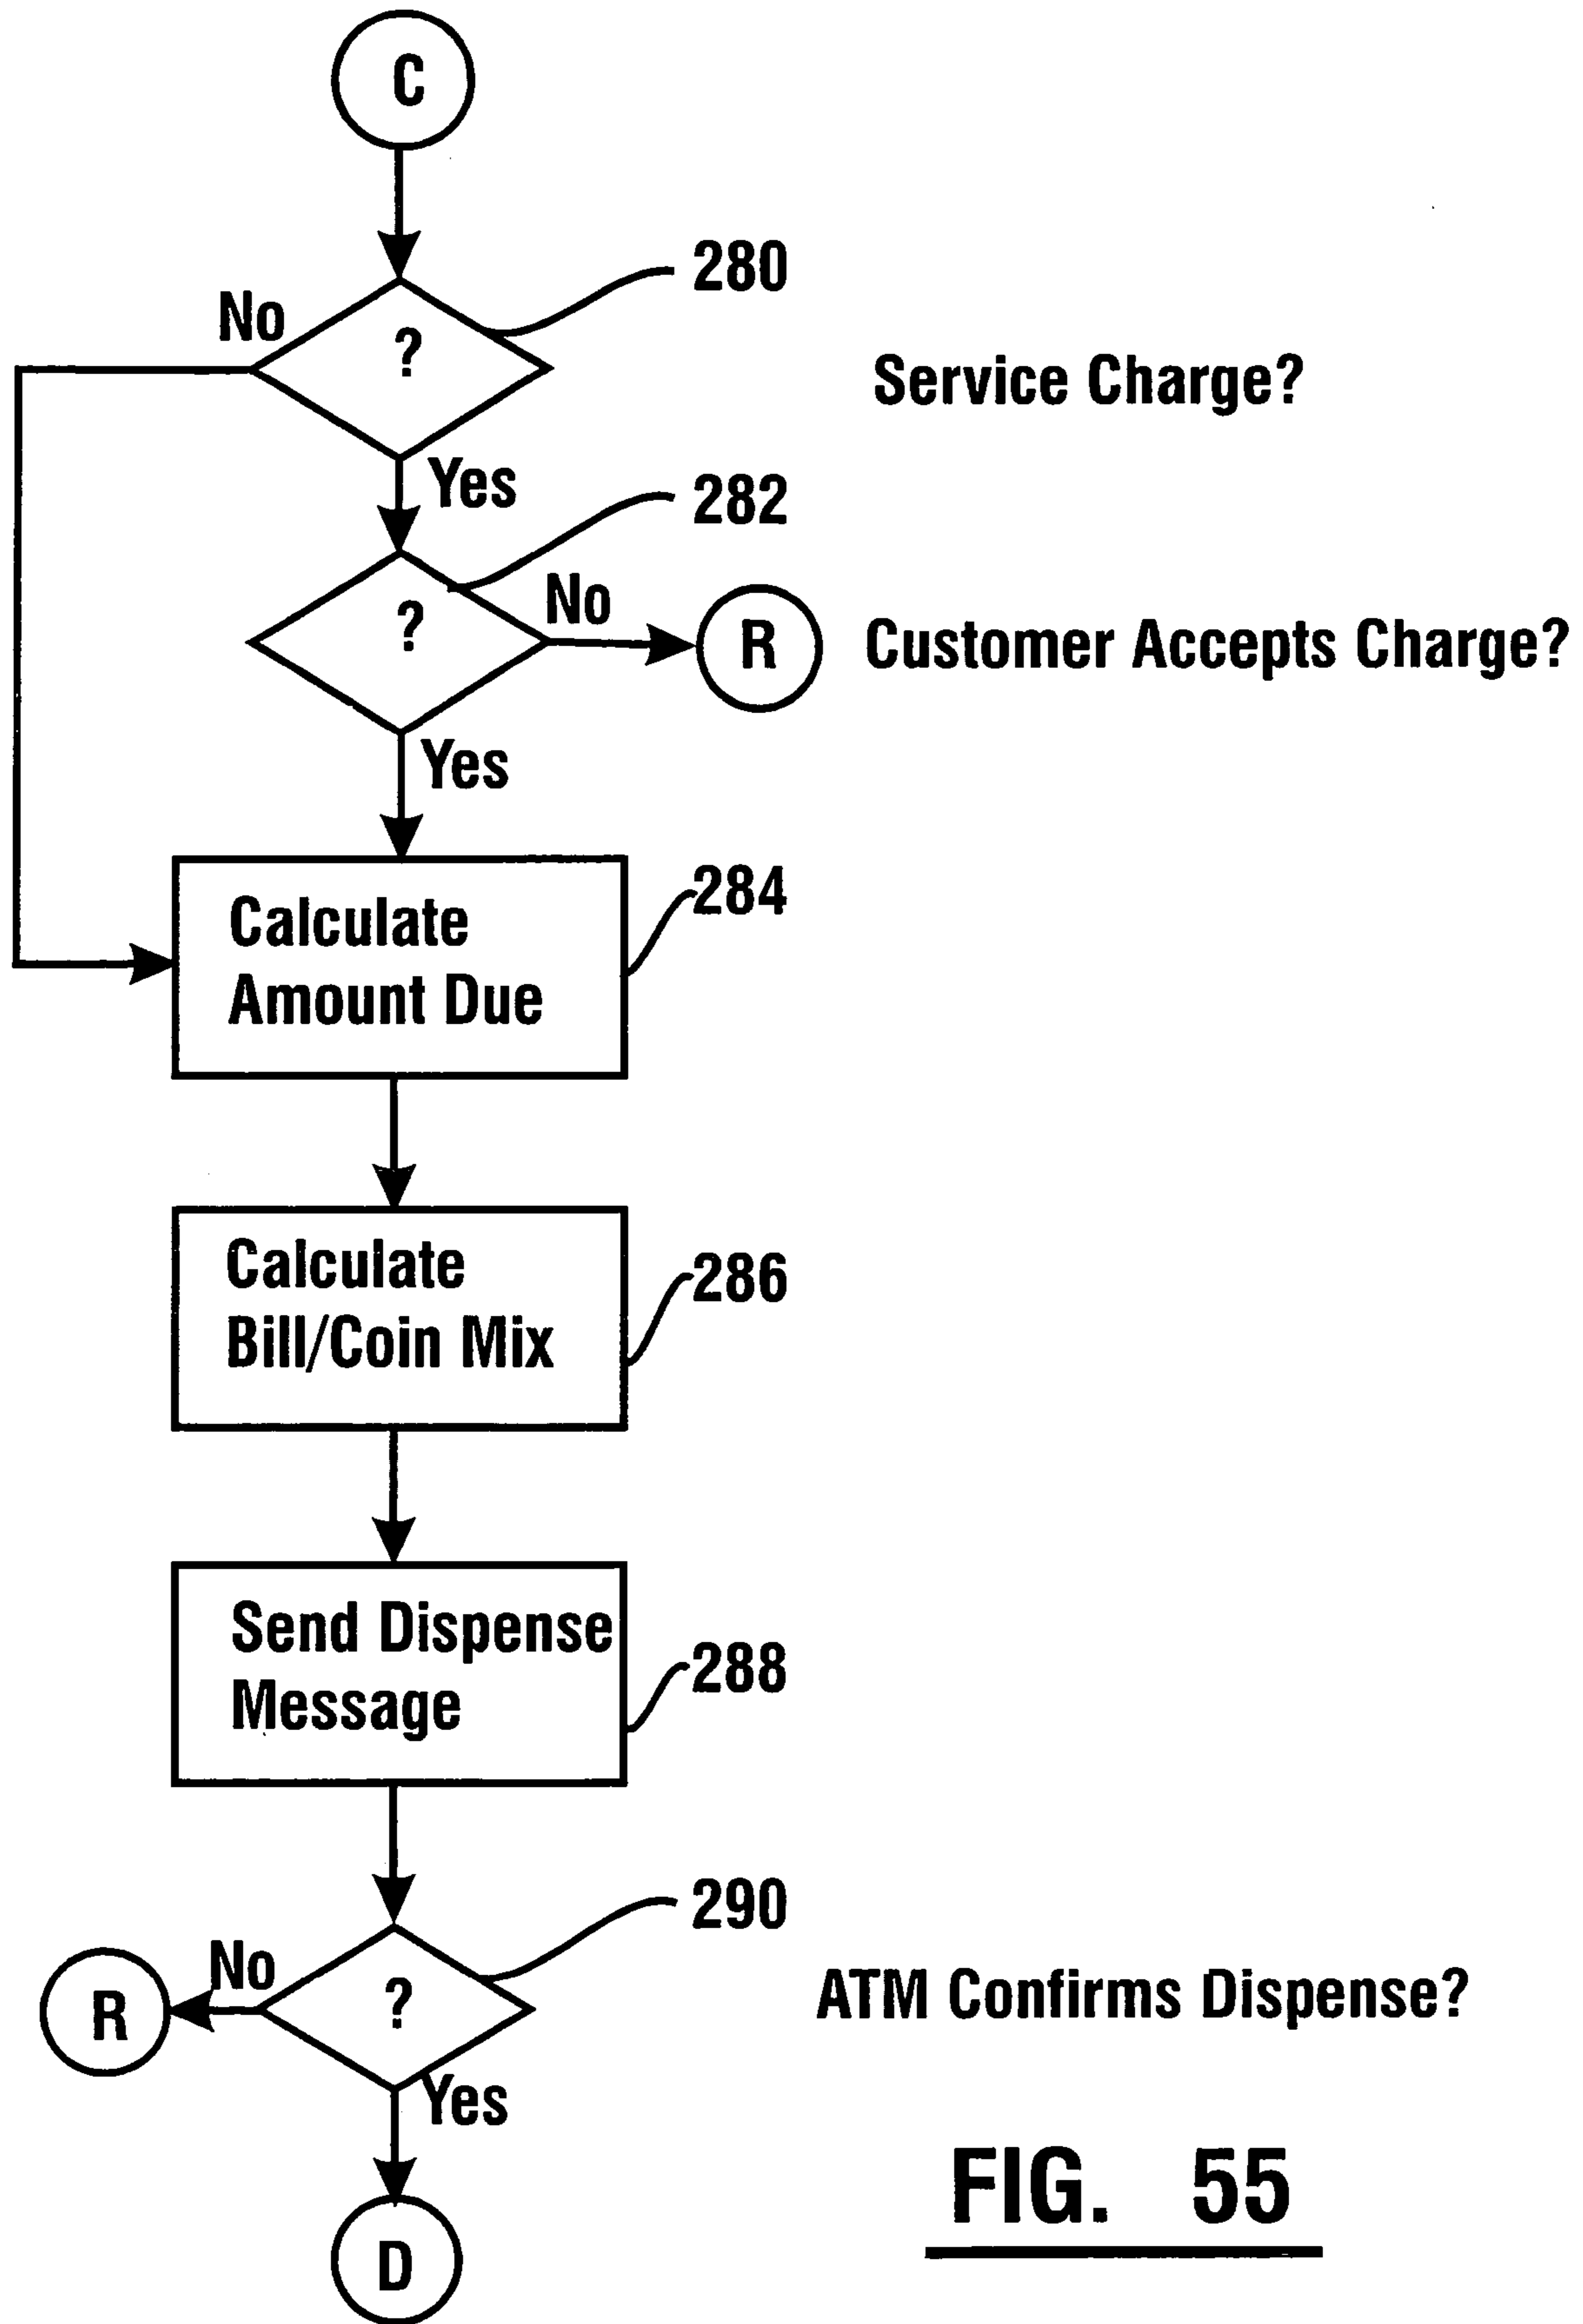 C
280
No
?
Service Charge?
Yes
282
?
No
R
Customer Accepts Charge?
Yes
Calculate
Amount Due
284
Calculate
Bill/Coin Mix
286
Send Dispense
Message
288
290
No
R
?
ATM Confirms Dispense?
Yes
D
FIG. 55